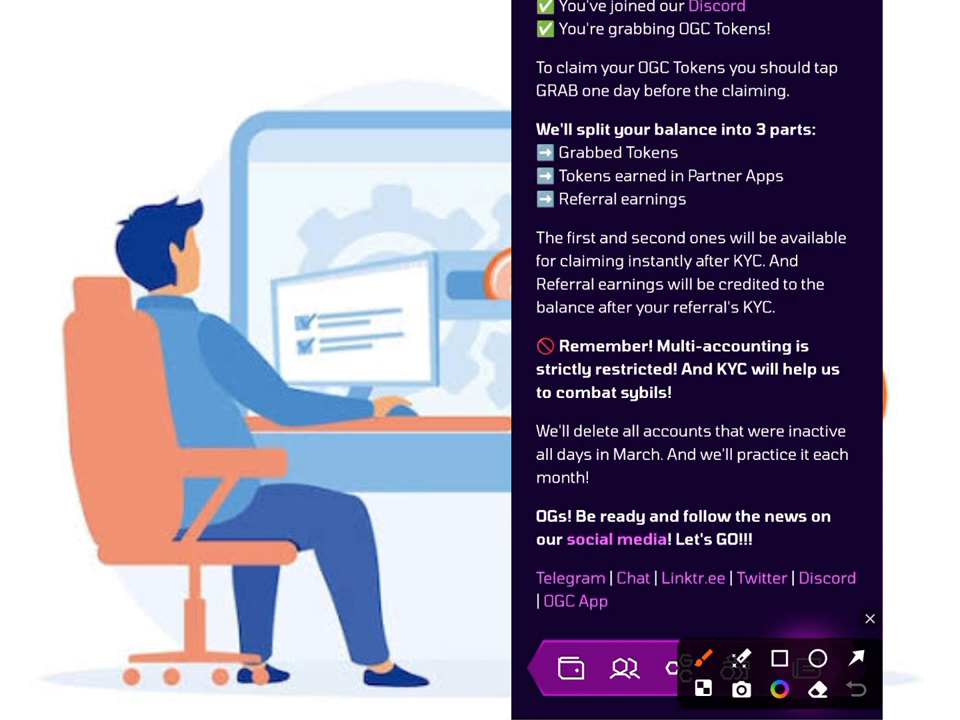 ✅ You've joined our Discord
✅ You're grabbing OGC Tokens!
To claim your OGC Tokens you should tap
GRAB one day before the claiming.
We'll split your balance into 3 parts:
➡️ Grabbed Tokens
➡️ Tokens earned in Partner Apps
➡️ Referral earnings
The first and second ones will be available
for claiming instantly after KYC. And
Referral earnings will be credited to the
balance after your referral's KYC.
🚫 Remember! Multi-accounting is
strictly restricted! And KYC will help us
to combat sybils!
We'll delete all accounts that were inactive
all days in March. And we'll practice it each
month!
OGs! Be ready and follow the news on
our social media! Let's GO!!!
Telegram | Chat | Linktr.ee | Twitter | Discord
| OGC App